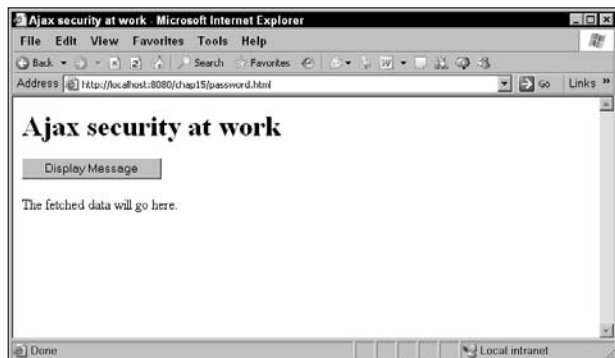 Ajax security at work - Microsoft Internet Explorer
File Edit View Favorites Tools Help
Back Search Favorites
Address http://localhost:8080/chap15/password.html Go Links »
Ajax security at work
Display Message
The fetched data will go here.
Done Local intranet